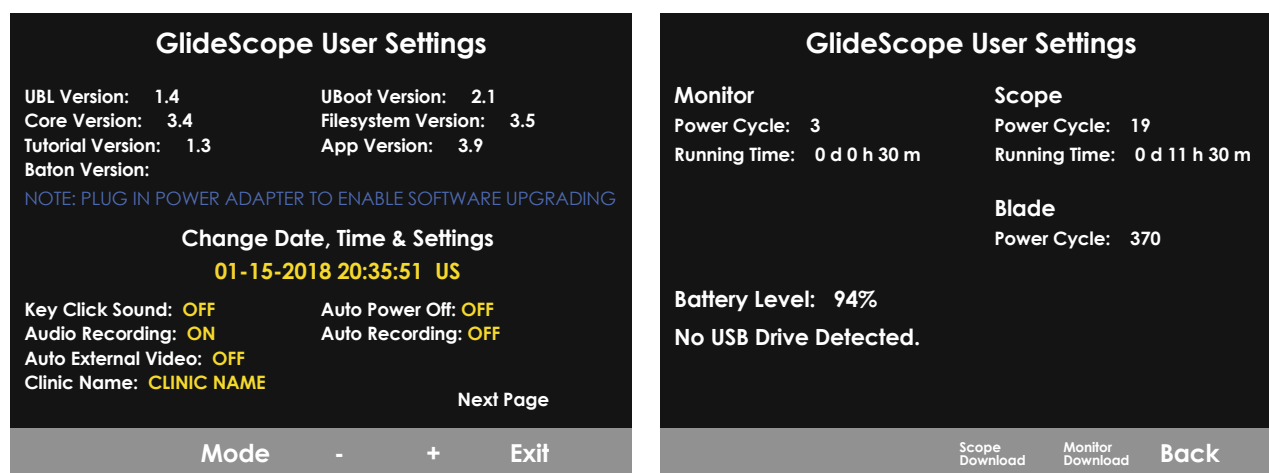 GlideScope User Settings
UBL Version: 1.4 UBoot Version: 2.1
Core Version: 3.4 Filesystem Version: 3.5
Tutorial Version: 1.3 App Version: 3.9
Baton Version:
NOTE: PLUG IN POWER ADAPTER TO ENABLE SOFTWARE UPGRADING
Change Date, Time & Settings
01-15-2018 20:35:51 US
Key Click Sound: OFF Auto Power Off: OFF
Audio Recording: ON Auto Recording: OFF
Auto External Video: OFF
Clinic Name: CLINIC NAME
Next Page
Mode - + Exit
GlideScope User Settings
Monitor Scope
Power Cycle: 3 Power Cycle: 19
Running Time: 0 d 0 h 30 m Running Time: 0 d 11 h 30 m
Blade
Power Cycle: 370
Battery Level: 94%
No USB Drive Detected.
Scope Monitor
Download Download Back